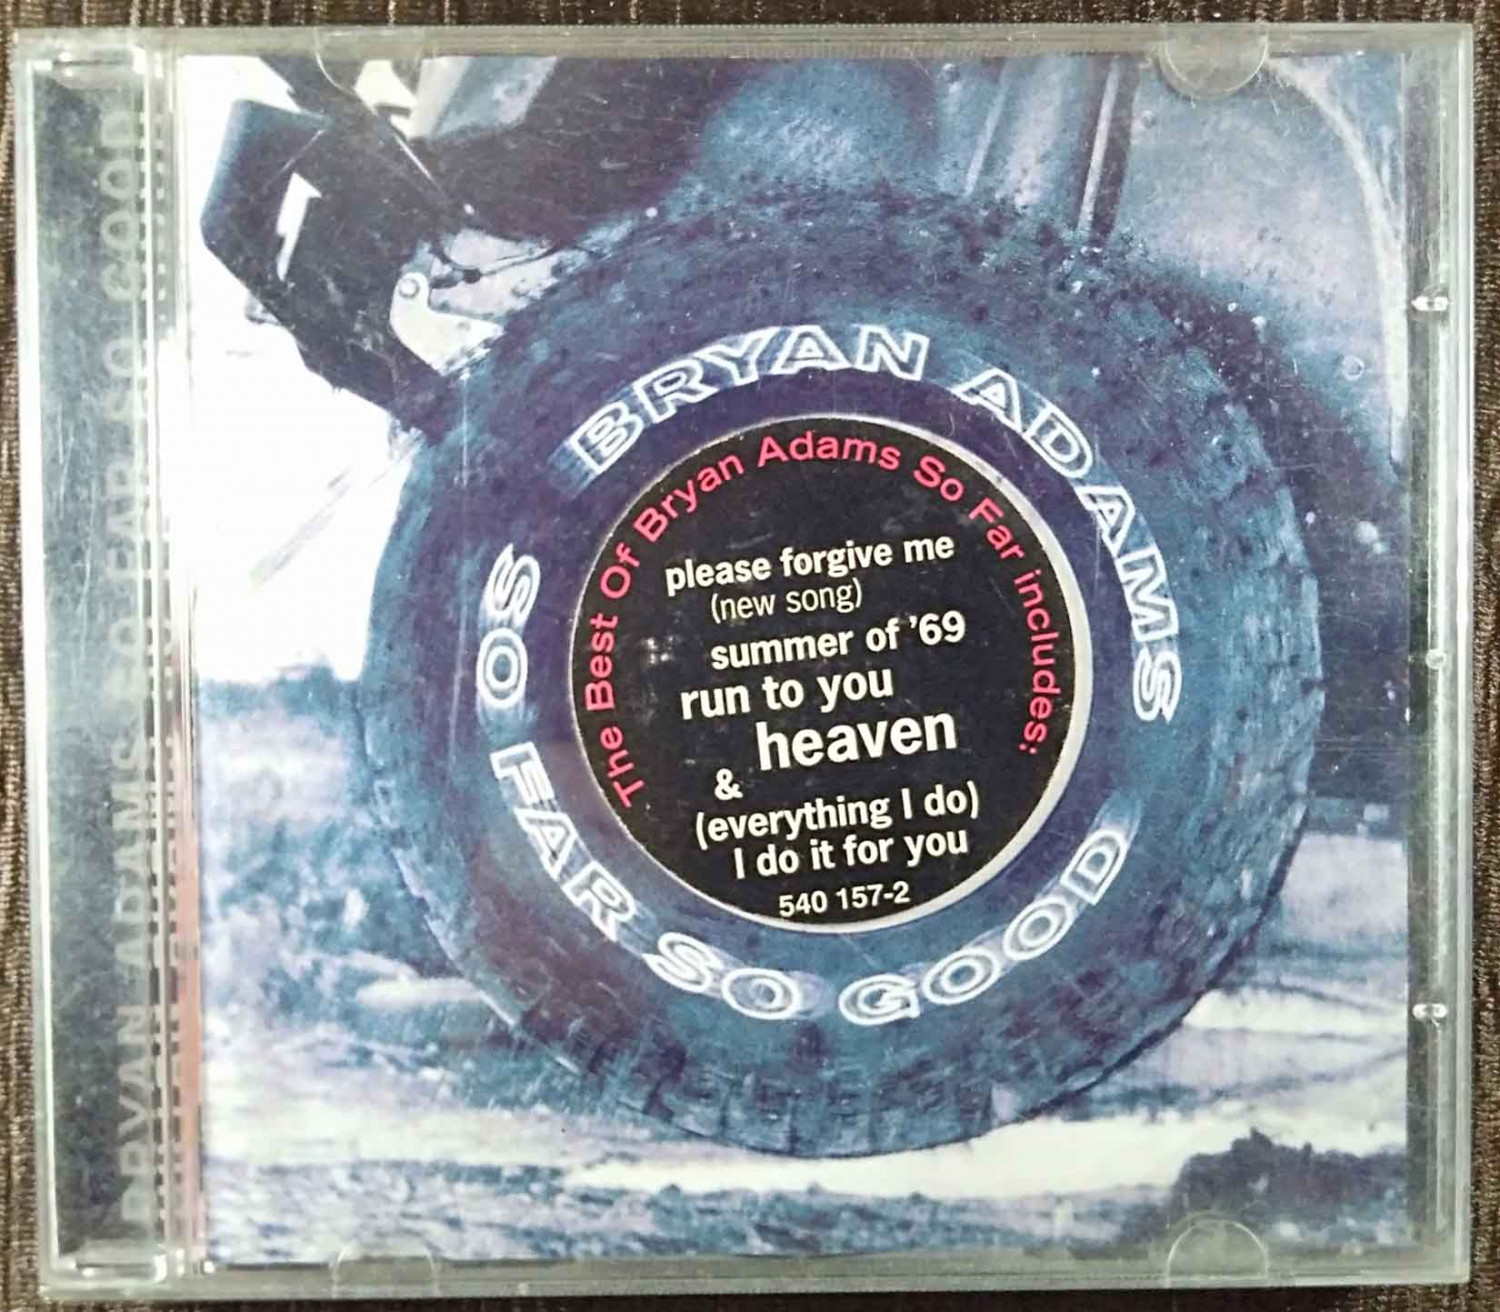 BRYAN ADAMS SO FAR SO GOOD
BRYAN ADAMS
SO FAR SO GOOD
The Best Of Bryan Adams So Far includes:
please forgive me
(new song)
summer of '69
run to you
heaven
&
(everything I do)
I do it for you
540 157-2